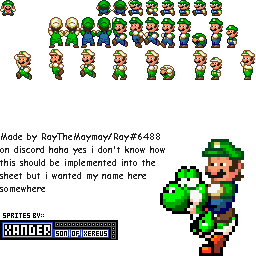 Made by RayTheMaymay/Ray#6488
on discord haha yes i don't know how
this should be implemented into the
sheet but i wanted my name here
somewhere
SPRITES BY:
XANDER SON OF XEREUS